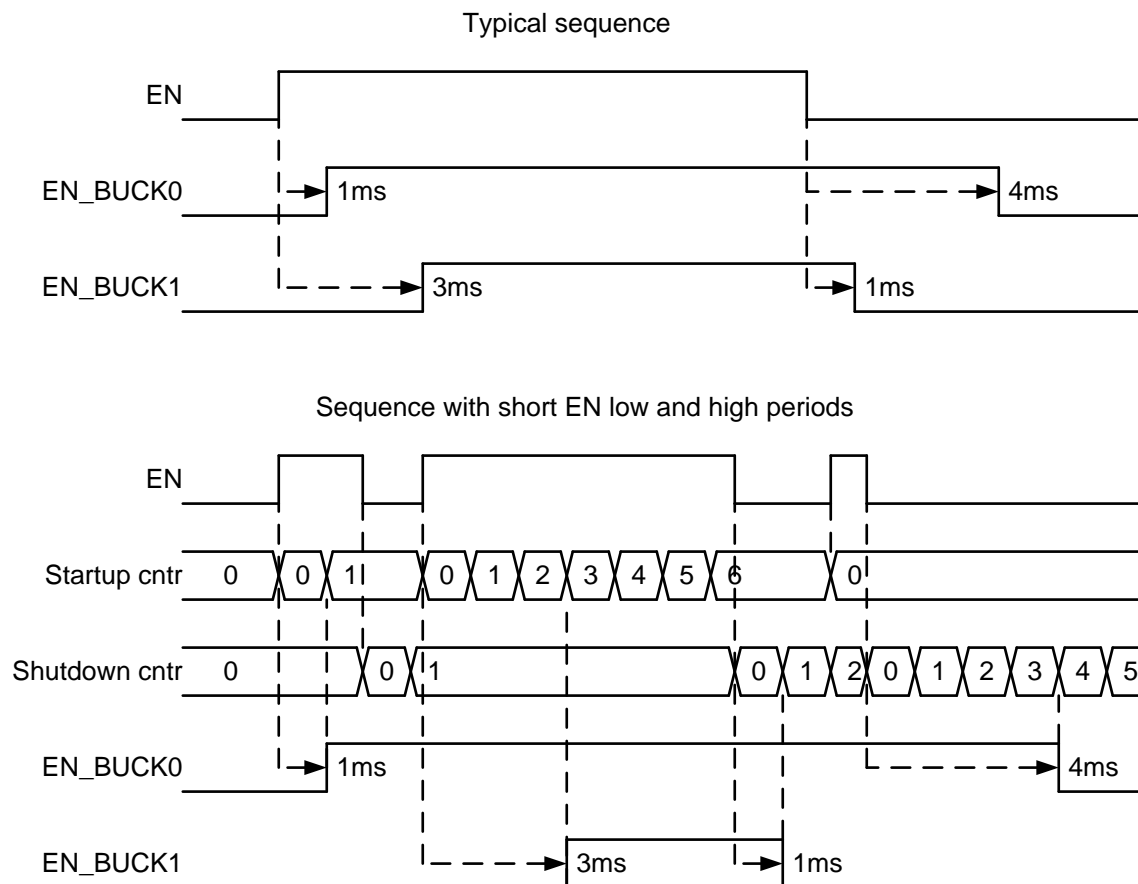 Typical sequence
EN
EN_BUCK0 1ms 4ms
EN_BUCK1 3ms 1ms
Sequence with short EN low and high periods
EN
Startup cntr 0 0 1 0 1 2 3 4 5 6 0
Shutdown cntr 0 0 1 0 1 2 0 1 2 3 4 5
EN_BUCK0 1ms 4ms
EN_BUCK1 3ms 1ms